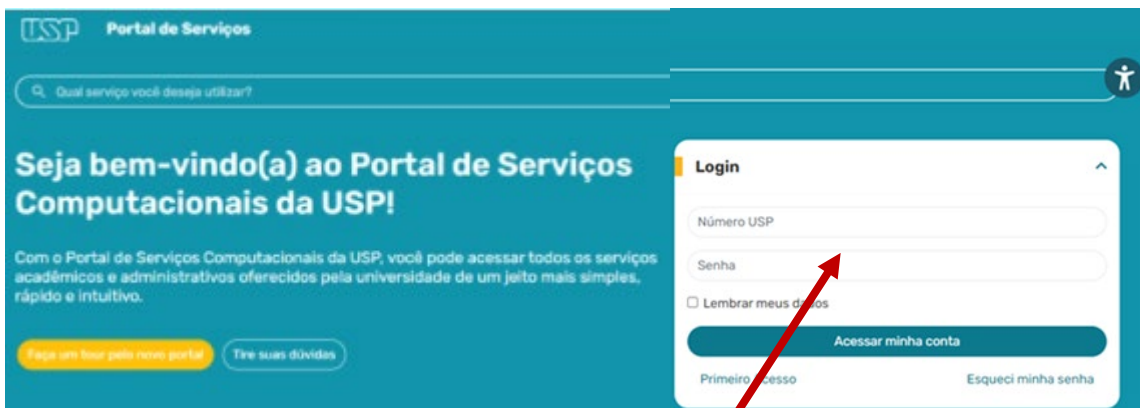 USP Portal de Serviços
Qual serviço você deseja utilizar?
Seja bem-vindo(a) ao Portal de Serviços
Computacionais da USP!
Com o Portal de Serviços Computacionais da USP, você pode acessar todos os serviços
acadêmicos e administrativos oferecidos pela universidade de um jeito mais simples,
rápido e intuitivo.
Faça um tour pelo novo portal Tire suas dúvidas
Login
Número USP
Senha
Lembrar meus dados
Acessar minha conta
Primeiro Acesso Esqueci minha senha